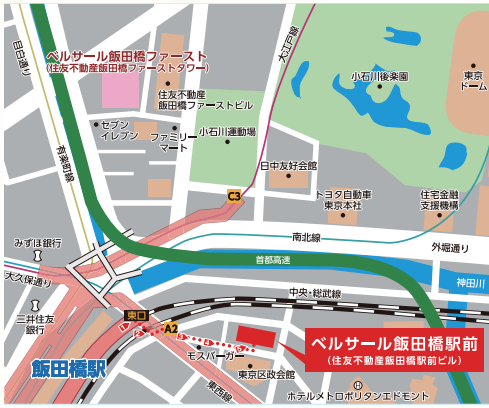 目白通り
ベルサール飯田橋ファースト
(住友不動産飯田橋ファーストタワー)
大江戸線
小石川後楽園
東京
ドーム
住友不動産
飯田橋ファーストビル
セブン
イレブン
ファミリー
マート
小石川運動場
有楽町線
日中友好会館
トヨタ自動車
東京本社
住宅金融
支援機構
C3
みずほ銀行
南北線
外堀通り
大久保通り
首都高速
神田川
中央・総武線
三井住友
銀行
東口
A2
1
2
3
4
5
ベルサール飯田橋駅前
(住友不動産飯田橋駅前ビル)
モスバーガー
飯田橋駅
東京区政会館
東西線
ホテルメトロポリタンエドモント